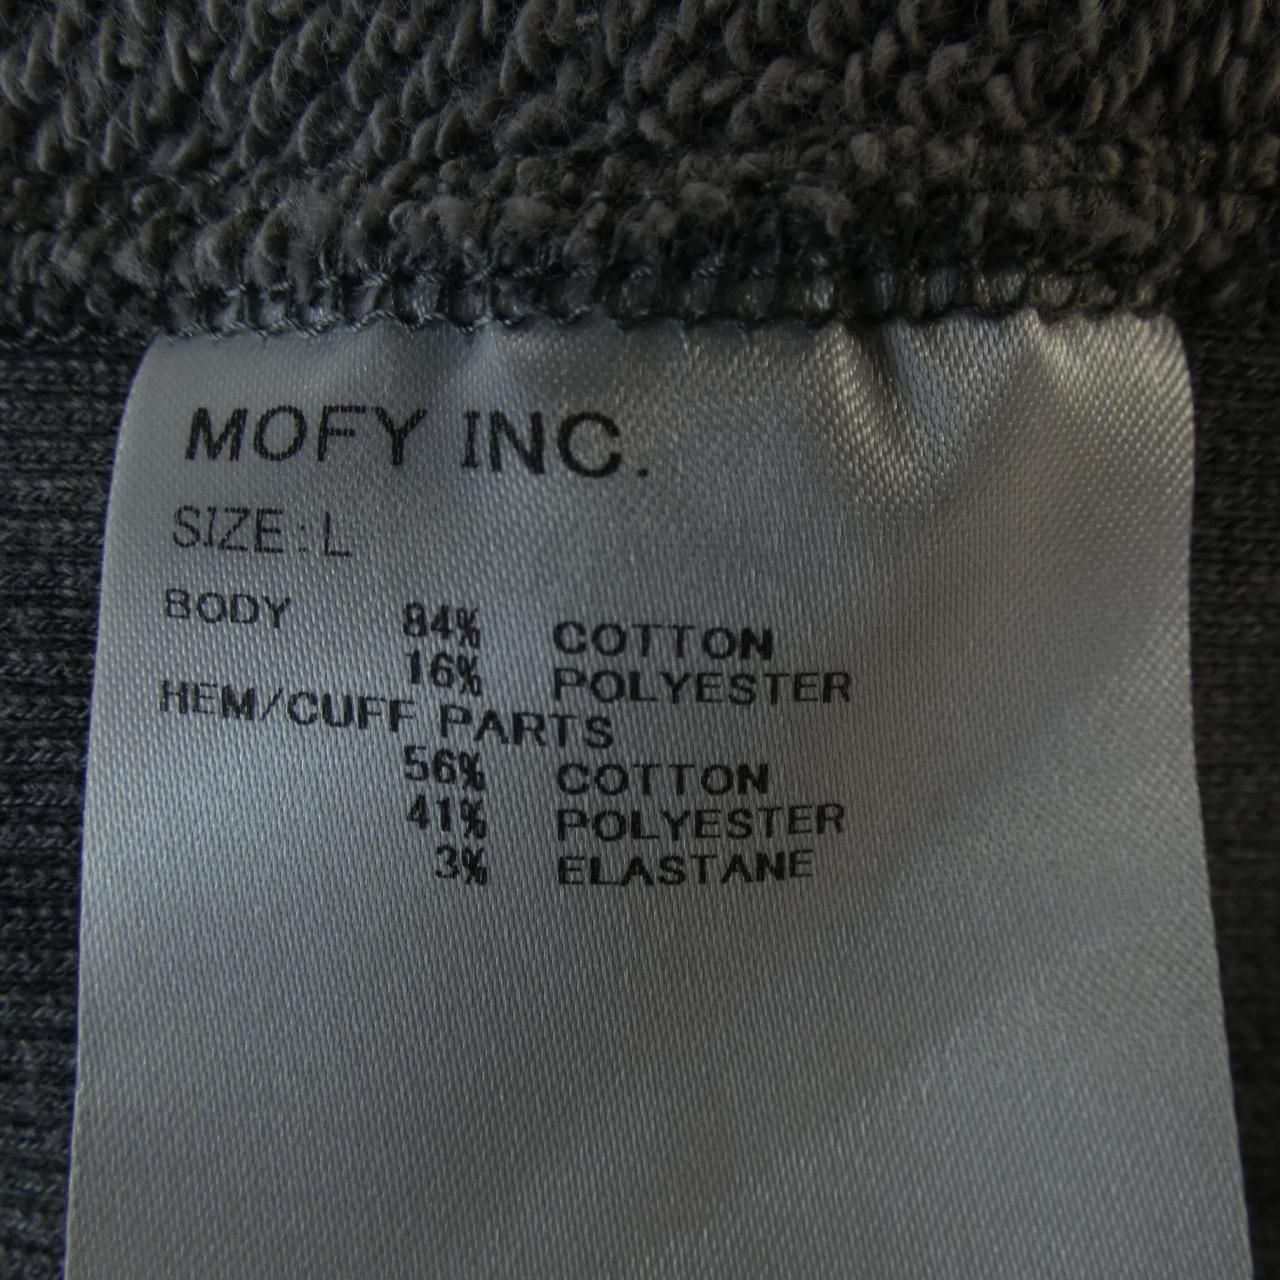 MOFY INC.
SIZE:L
BODY 84% COTTON
16% POLYESTER
HEM/CUFF PARTS
56% COTTON
41% POLYESTER
3% ELASTANE